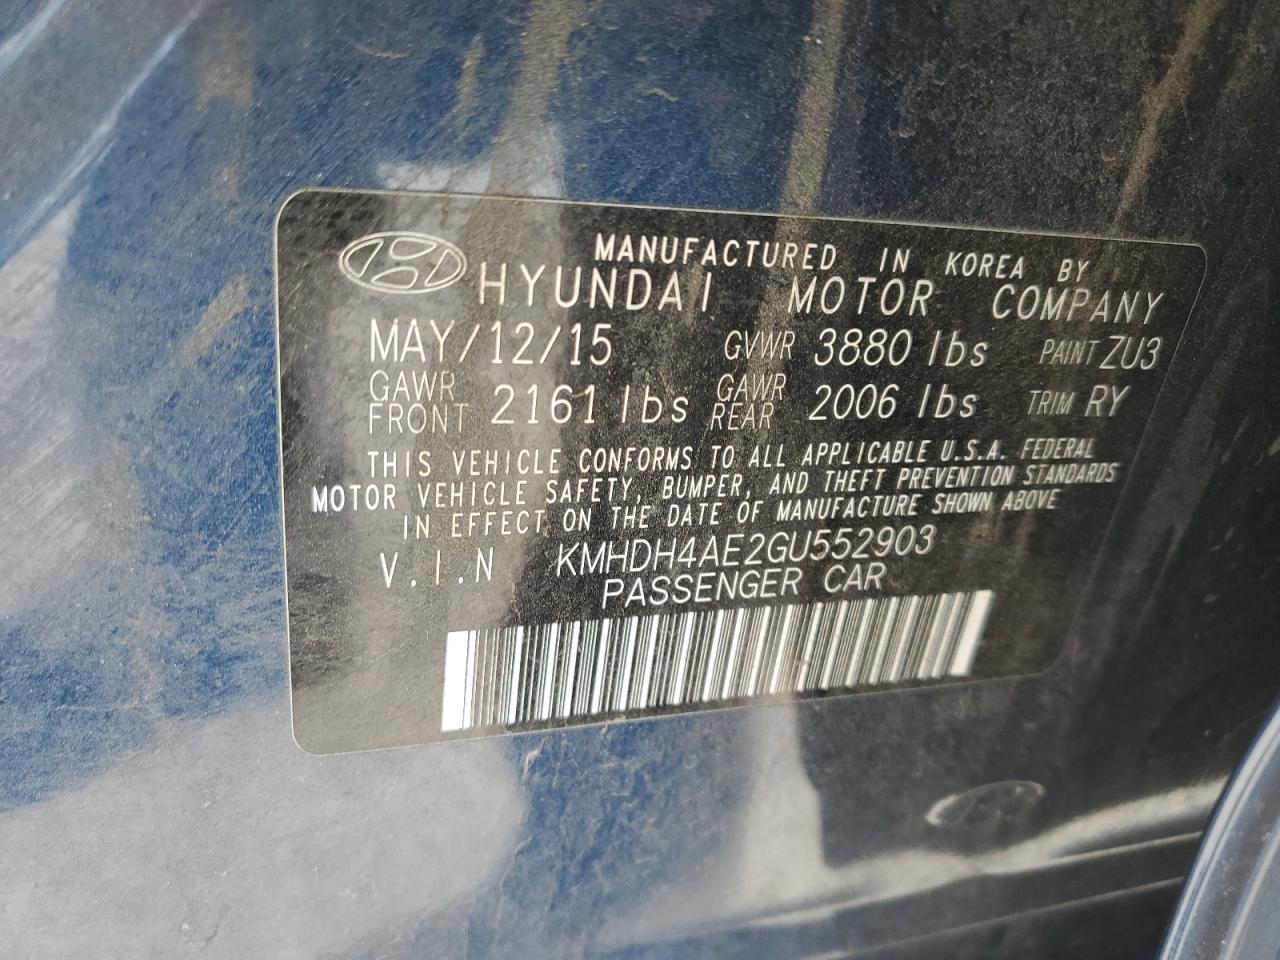 MANUFACTURED IN KOREA BY
HYUNDAI MOTOR COMPANY
MAY/12/15 GVWR 3880 lbs PAINT ZU3
GAWR FRONT 2161 lbs GAWR REAR 2006 lbs TRIM RY
THIS VEHICLE CONFORMS TO ALL APPLICABLE U.S.A. FEDERAL
MOTOR VEHICLE SAFETY, BUMPER, AND THEFT PREVENTION STANDARDS
IN EFFECT ON THE DATE OF MANUFACTURE SHOWN ABOVE
V.I.N KMHDH4AE2GU552903
PASSENGER CAR